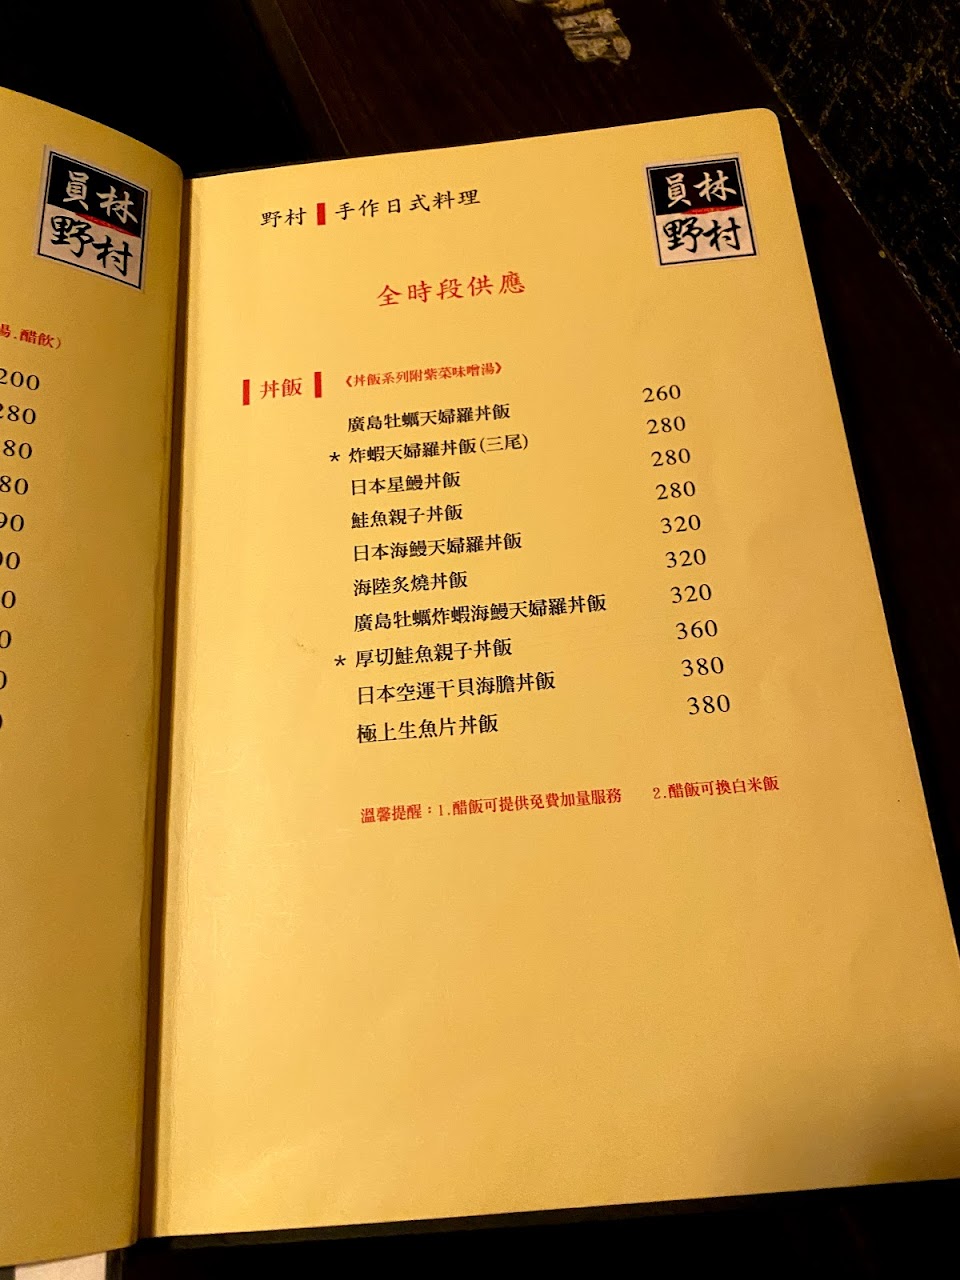 員林
野村
湯.醋飲）
200
280
員林
野村
野村 手作日式料理
全時段供應
丼飯 《丼飯系列附紫菜味噌湯》
廣島牡蠣天婦羅丼飯 260
* 炸蝦天婦羅丼飯(三尾) 280
日本星鰻丼飯 280
鮭魚親子丼飯 280
日本海鰻天婦羅丼飯 320
海陸炙燒丼飯 320
廣島牡蠣炸蝦海鰻天婦羅丼飯 320
* 厚切鮭魚親子丼飯 360
日本空運干貝海膽丼飯 380
極上生魚片丼飯 380
溫馨提醒：1.醋飯可提供免費加量服務 2.醋飯可換白米飯